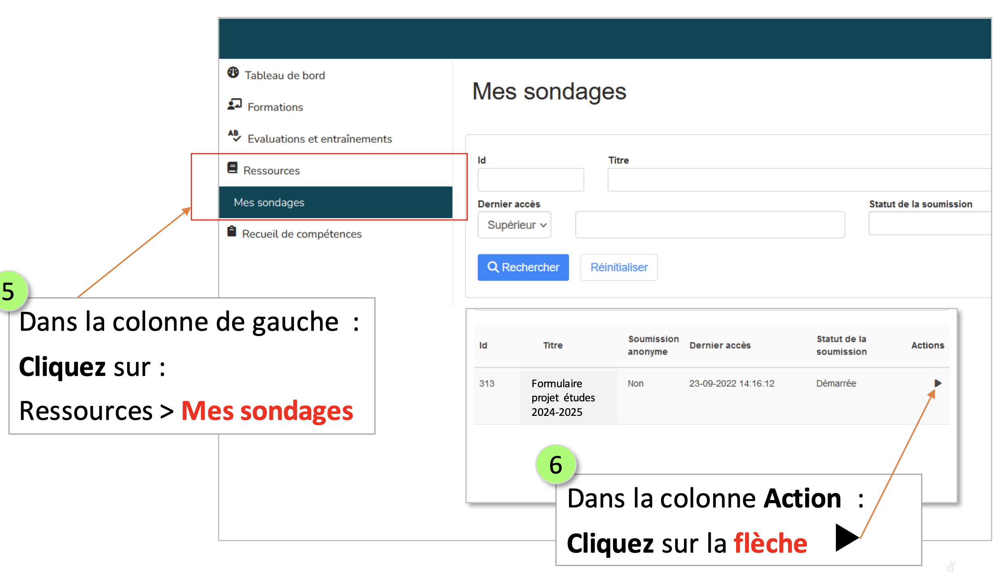 Tableau de bord
Formations
Evaluations et entraînements
Ressources
Mes sondages
Recueil de compétences
Mes sondages
Id
Titre
Dernier accès
Statut de la soumission
Supérieur
Rechercher
Réinitialiser
5
Dans la colonne de gauche :
Cliquez sur :
Ressources > Mes sondages
Id Titre Soumission anonyme Dernier accès Statut de la soumission Actions
313 Formulaire projet études 2024-2025 Non 23-09-2022 14:16:12 Démarrée
6
Dans la colonne Action :
Cliquez sur la flèche